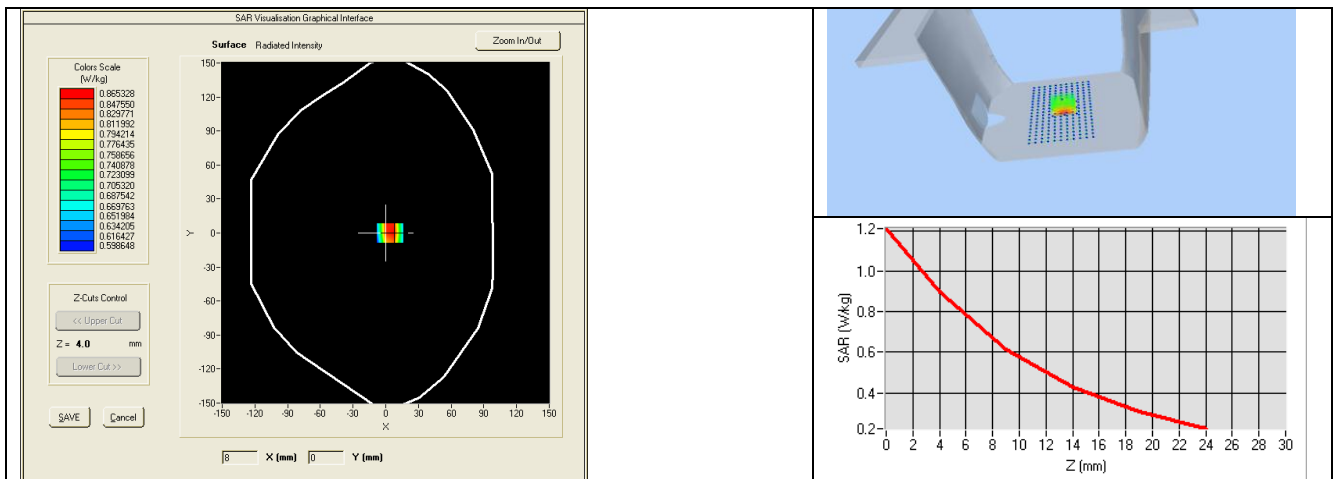 SAR Visualisation Graphical Interface
Surface Radiated Intensity
Zoom In/Out
Colors Scale
(W/kg)
0.865328
0.847550
0.829771
0.811992
0.794214
0.776435
0.758656
0.740878
0.723099
0.705320
0.687542
0.669763
0.651984
0.634205
0.616427
0.598648
Z-Cuts Control
<< Upper Cut
Z = 4.0 mm
Lower Cut >>
SAVE Cancel
150-
120-
90-
60-
30-
0-
-30-
-60-
-90-
-120-
-150-
Y
-150 -120 -90 -60 -30 0 30 60 90 120 150
X
8 X (mm) 0 Y (mm)
1.2-
1.0-
0.8-
0.6-
0.4-
0.2-
SAR (W/kg)
0 2 4 6 8 10 12 14 16 18 20 22 24 26 28 30
Z (mm)